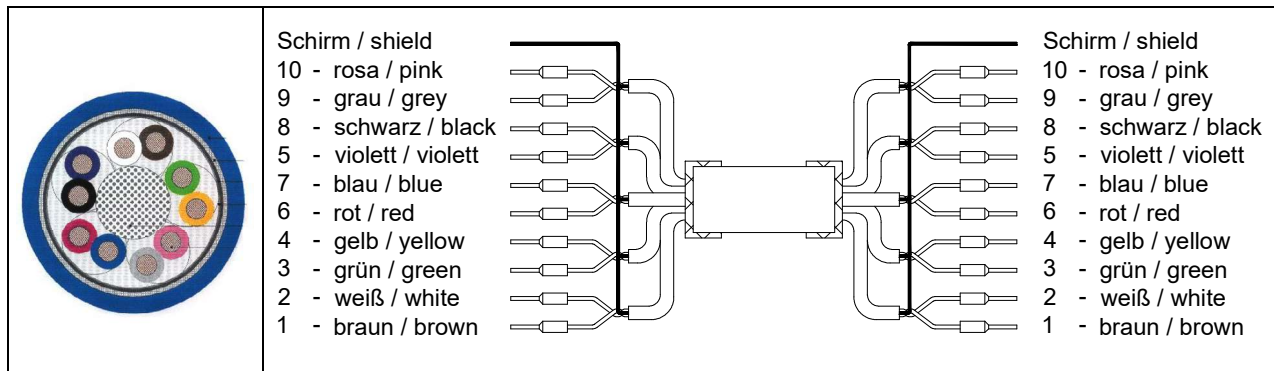 Schirm / shield
10 - rosa / pink
9 - grau / grey
8 - schwarz / black
5 - violett / violett
7 - blau / blue
6 - rot / red
4 - gelb / yellow
3 - grün / green
2 - weiß / white
1 - braun / brown
Schirm / shield
10 - rosa / pink
9 - grau / grey
8 - schwarz / black
5 - violett / violett
7 - blau / blue
6 - rot / red
4 - gelb / yellow
3 - grün / green
2 - weiß / white
1 - braun / brown